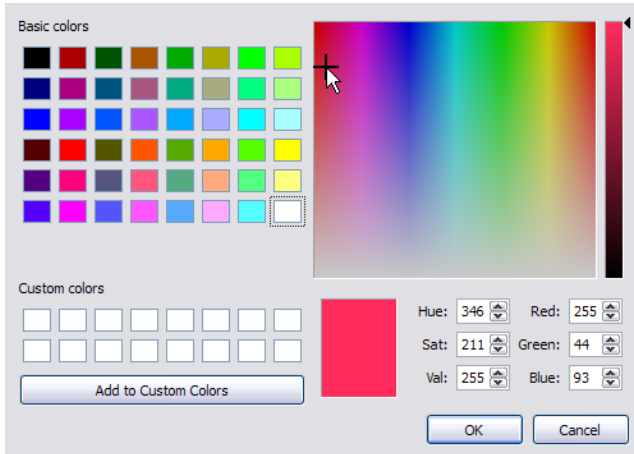 Basic colors
Custom colors
Add to Custom Colors
Hue: 346 Red: 255
Sat: 211 Green: 44
Val: 255 Blue: 93
OK Cancel